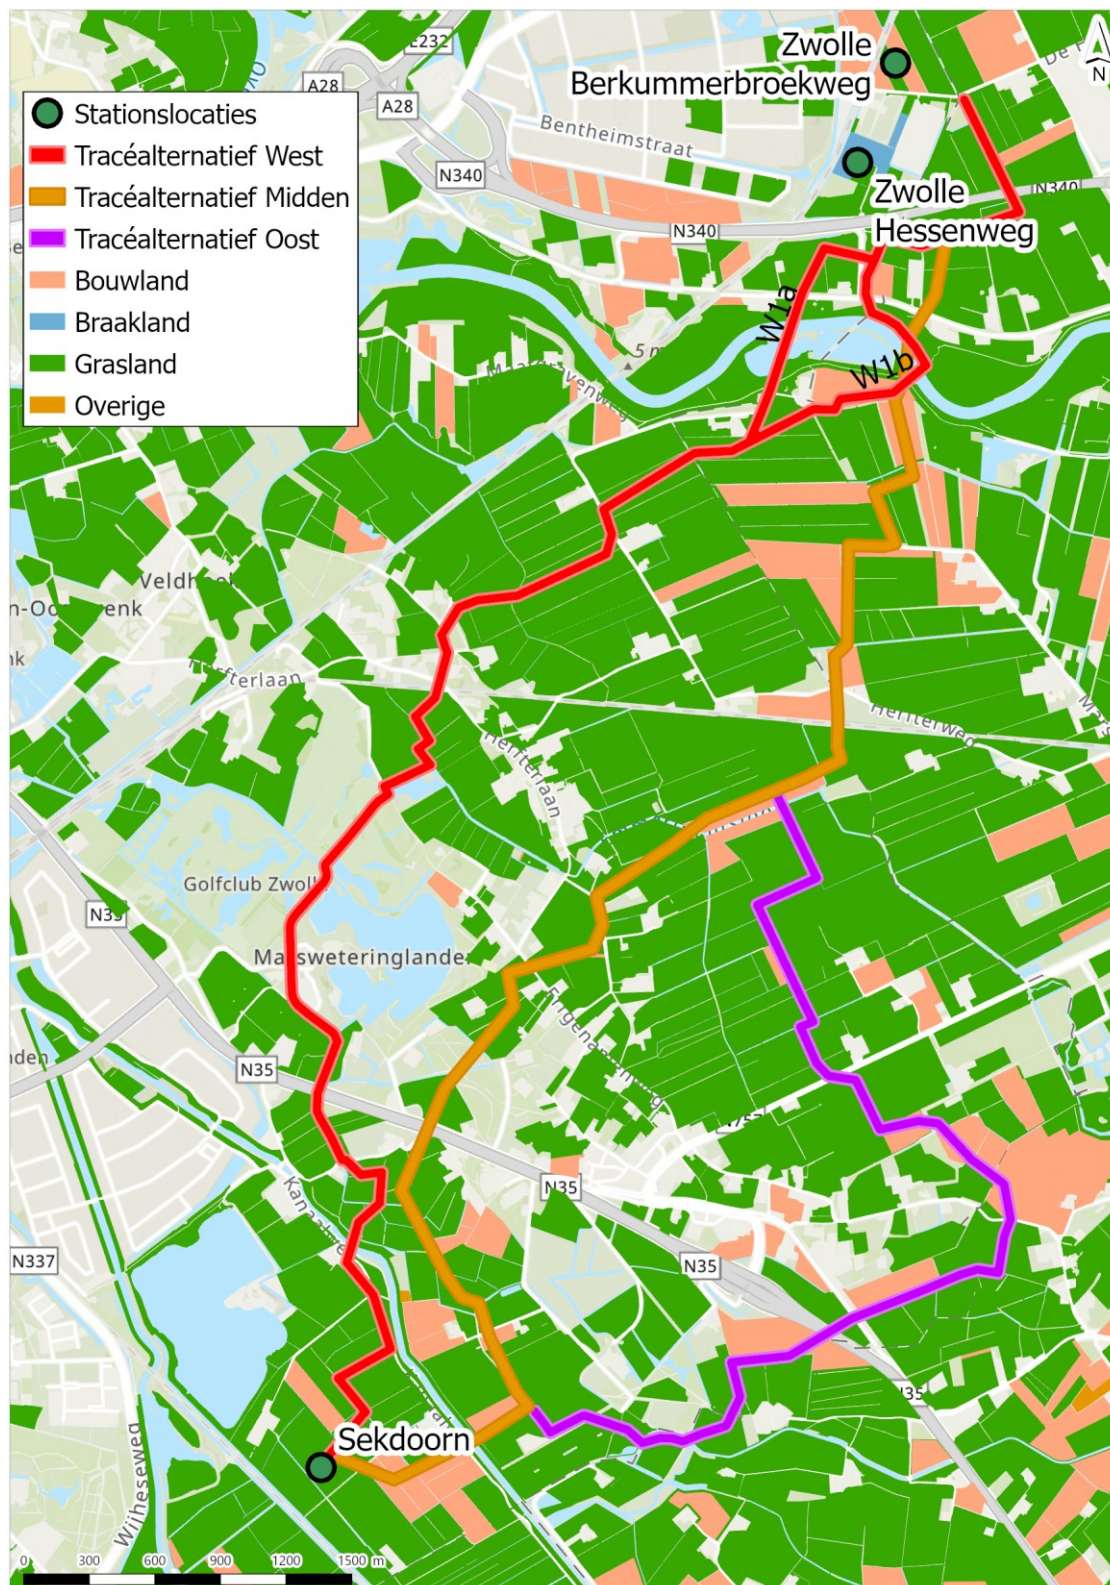 E232
A28
A28
N340
Bentheimstraat
Zwolle
Berkummerbroekweg
N
N340
N340
Zwolle
Hessenweg
Stationslocaties
Tracéalternatief West
Tracéalternatief Midden
Tracéalternatief Oost
Bouwland
Braakland
Grasland
Overige
W1a
W1b
5 m
Herfterlaan
Herfterweg
Herfterlaan
Golfclub Zwolle
N35
N35
N35
N35
N337
Sekdoorn
Wijheseweg
0 300 600 900 1200 1500 m